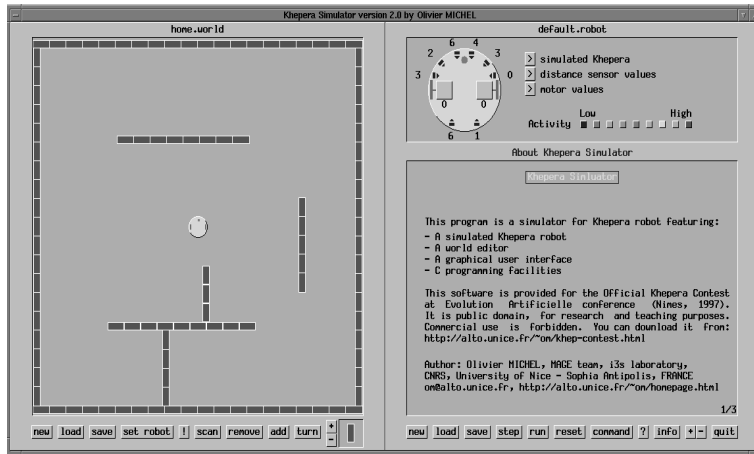 Khepera Simulator version 2.0 by Olivier MICHEL
home.world
default.robot
6 4
2 3
3 0
0 0
6 1
> simulated Khepera
> distance sensor values
> motor values
Low High
Activity
About Khepera Simulator
Khepera Simluator
This program is a simulator for Khepera robot featuring:
- A simulated Khepera robot
- A world editor
- A graphical user interface
- C programming facilities
This software is provided for the Official Khepera Contest
at Evolution Artificielle conference (Nimes, 1997).
It is public domain, for research and teaching purposes.
Commercial use is forbidden. You can download it from:
http://alto.unice.fr/~om/khep-contest.html
Author: Olivier MICHEL, MAGE team, i3s laboratory,
CNRS, University of Nice - Sophia Antipolis, FRANCE
om@alto.unice.fr, http://alto.unice.fr/~om/homepage.html
1/3
new load save set robot ! scan remove add turn + -
new load save step run reset command ? info + - quit